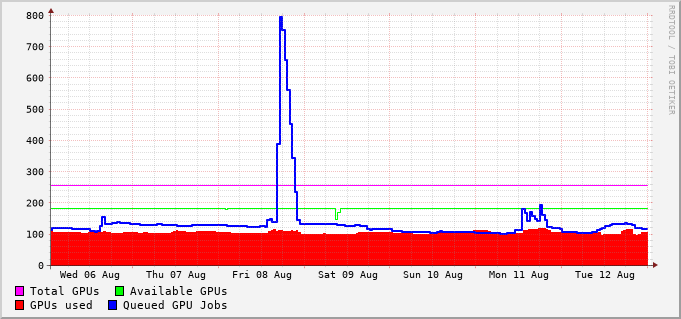 RRDTOOL / TOBI OETIKER
800
700
600
500
400
300
200
100
0
Wed 06 Aug Thu 07 Aug Fri 08 Aug Sat 09 Aug Sun 10 Aug Mon 11 Aug Tue 12 Aug
Total GPUs Available GPUs
GPUs used Queued GPU Jobs